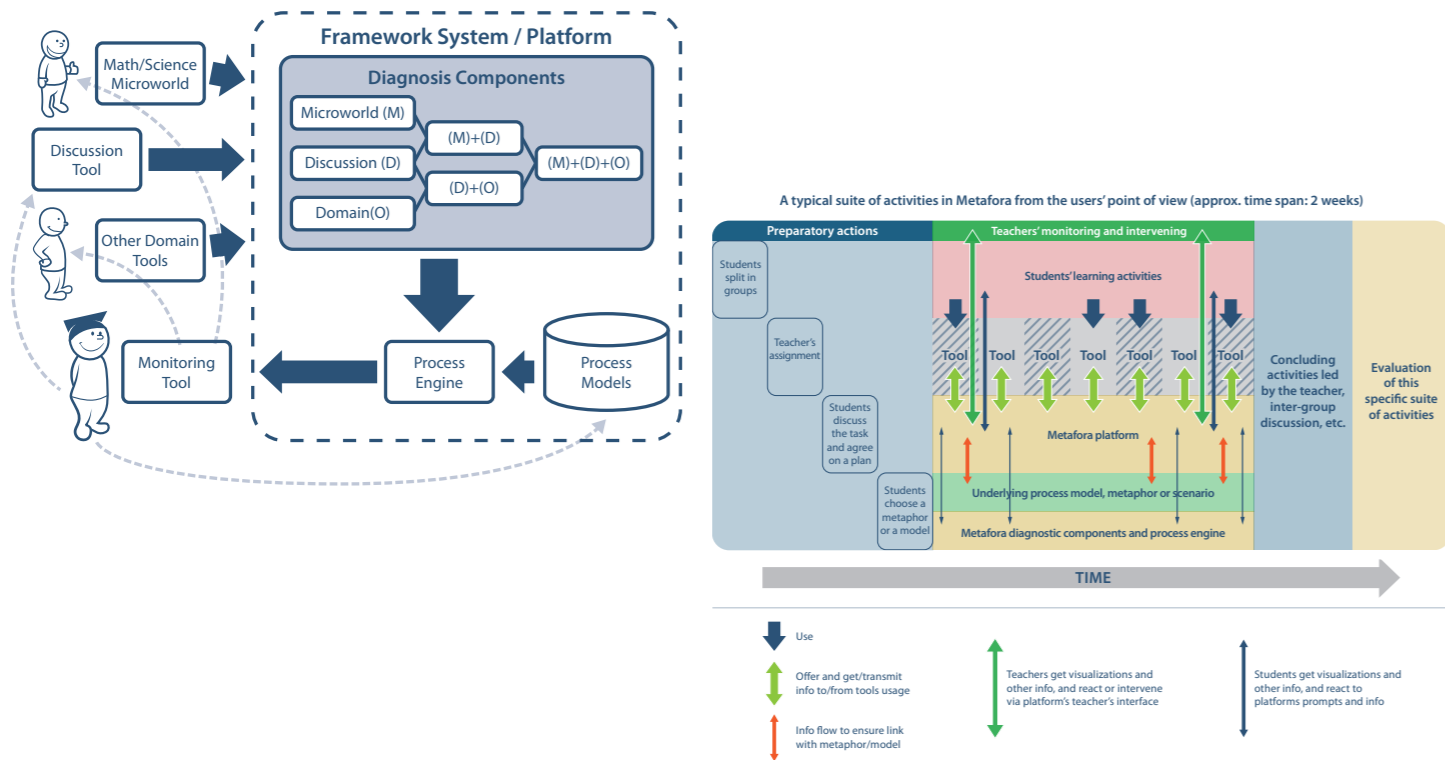 Framework System / Platform
Math/Science
Microworld
Diagnosis Components
Microworld (M)
(M)+(D)
Discussion (D)
(M)+(D)+(O)
(D)+(O)
Domain(O)
Discussion
Tool
Other Domain
Tools
Monitoring
Tool
Process
Engine
Process
Models
A typical suite of activities in Metafora from the users' point of view (approx. time span: 2 weeks)
Preparatory actions
Teachers' monitoring and intervening
Students
split in
groups
Students' learning activities
Teacher's
assignment
Tool
Tool
Tool
Tool
Tool
Tool
Tool
Concluding
activities led
by the teacher,
inter-group
discussion, etc.
Evaluation
of this
specific suite
of activities
Students
discuss
the task
and agree
on a plan
Metafora platform
Students
choose a
metaphor
or a model
Underlying process model, metaphor or scenario
Metafora diagnostic components and process engine
TIME
Use
Offer and get/transmit
info to/from tools usage
Info flow to ensure link
with metaphor/model
Teachers get visualizations and
other info, and react or intervene
via platform's teacher's interface
Students get visualizations and
other info, and react to
platforms prompts and info